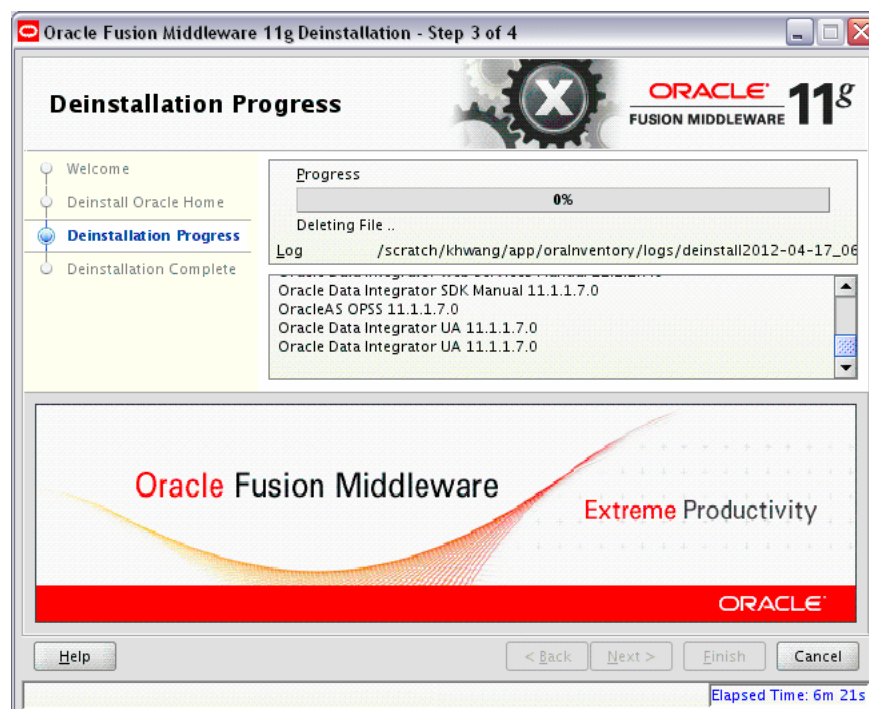 Oracle Fusion Middleware 11g Deinstallation - Step 3 of 4
Deinstallation Progress
X
ORACLE
FUSION MIDDLEWARE
11g
Welcome
Deinstall Oracle Home
Deinstallation Progress
Deinstallation Complete
Progress
0%
Deleting File ..
Log /scratch/khwang/app/oraInventory/logs/deinstall2012-04-17_06
Oracle Data Integrator SDK Manual 11.1.1.7.0
OracleAS OPSS 11.1.1.7.0
Oracle Data Integrator UA 11.1.1.7.0
Oracle Data Integrator UA 11.1.1.7.0
Oracle Fusion Middleware
Extreme Productivity
ORACLE
Help
< Back
Next >
Finish
Cancel
Elapsed Time: 6m 21s